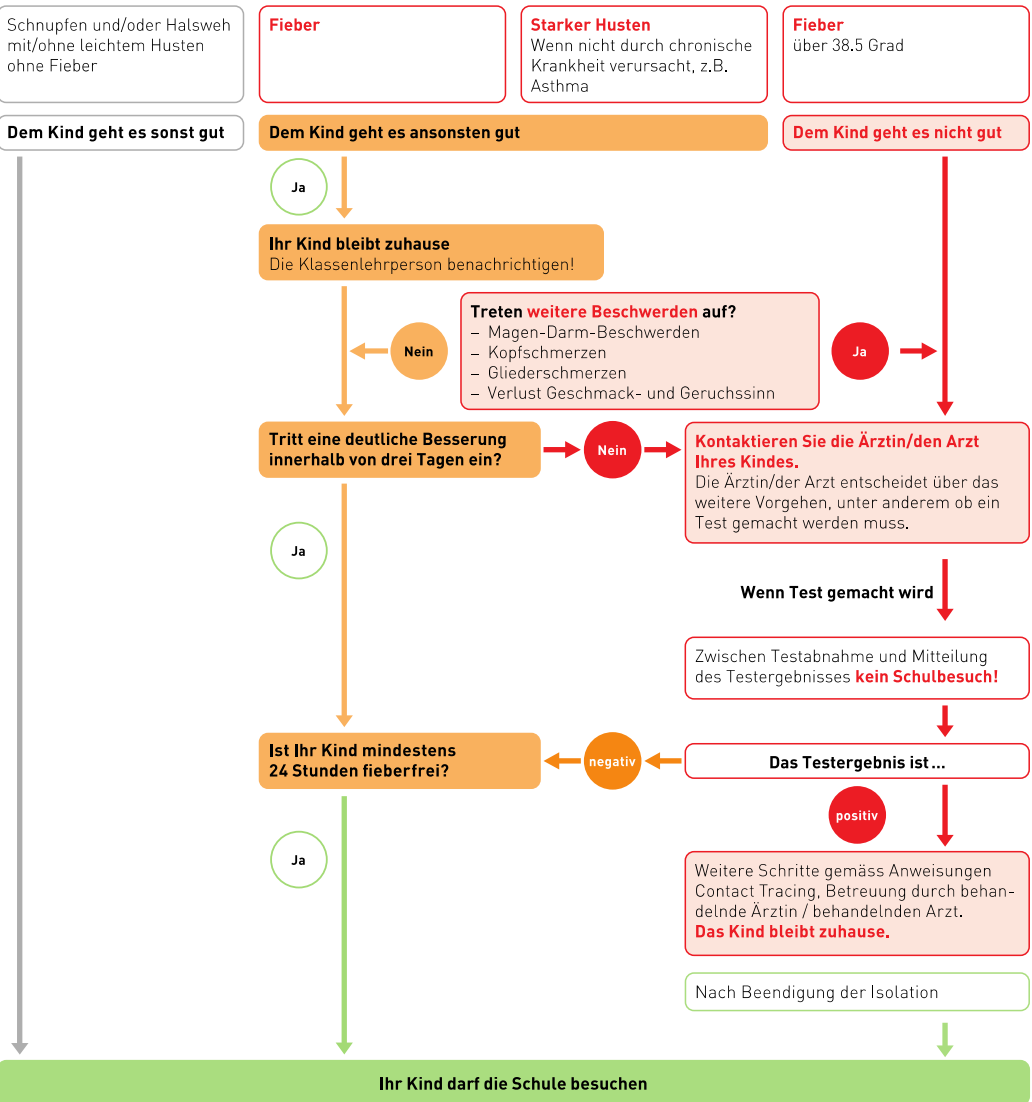 Schnupfen und/oder Halsweh
mit/ohne leichtem Husten
ohne Fieber
Fieber
Starker Husten
Wenn nicht durch chronische
Krankheit verursacht, z.B.
Asthma
Fieber
über 38.5 Grad
Dem Kind geht es sonst gut
Dem Kind geht es ansonsten gut
Dem Kind geht es nicht gut
Ja
Ihr Kind bleibt zuhause
Die Klassenlehrperson benachrichtigen!
Treten weitere Beschwerden auf?
– Magen-Darm-Beschwerden
– Kopfschmerzen
– Gliederschmerzen
– Verlust Geschmack- und Geruchssinn
Nein
Ja
Tritt eine deutliche Besserung
innerhalb von drei Tagen ein?
Nein
Kontaktieren Sie die Ärztin/den Arzt
Ihres Kindes.
Die Ärztin/der Arzt entscheidet über das
weitere Vorgehen, unter anderem ob ein
Test gemacht werden muss.
Ja
Wenn Test gemacht wird
Zwischen Testabnahme und Mitteilung
des Testergebnisses kein Schulbesuch!
Ist Ihr Kind mindestens
24 Stunden fieberfrei?
negativ
Das Testergebnis ist ...
positiv
Ja
Weitere Schritte gemäss Anweisungen
Contact Tracing, Betreuung durch behan-
delnde Ärztin / behandelnden Arzt.
Das Kind bleibt zuhause.
Nach Beendigung der Isolation
Ihr Kind darf die Schule besuchen